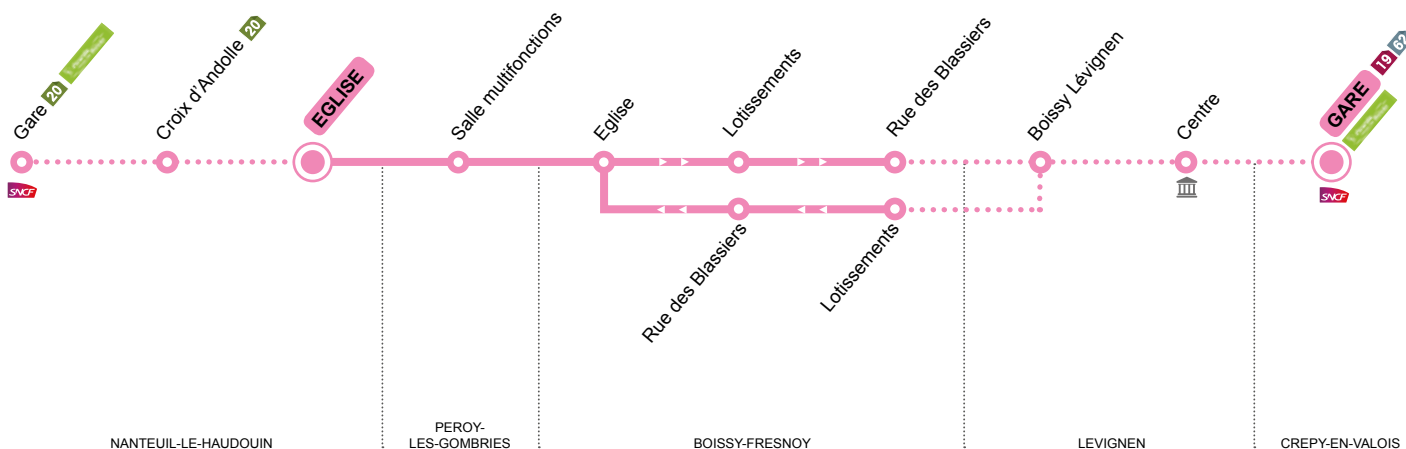 Gare 20
Croix d'Andolle 20
EGLISE
Salle multifonctions
Eglise
Lotissements
Rue des Blassiers
Boissy Lévignen
Centre
GARE 19 62
SNCF
SNCF
Rue des Blassiers
Lotissements
NANTEUIL-LE-HAUDOUIN
PEROY-
LES-GOMBRIES
BOISSY-FRESNOY
LEVIGNEN
CREPY-EN-VALOIS